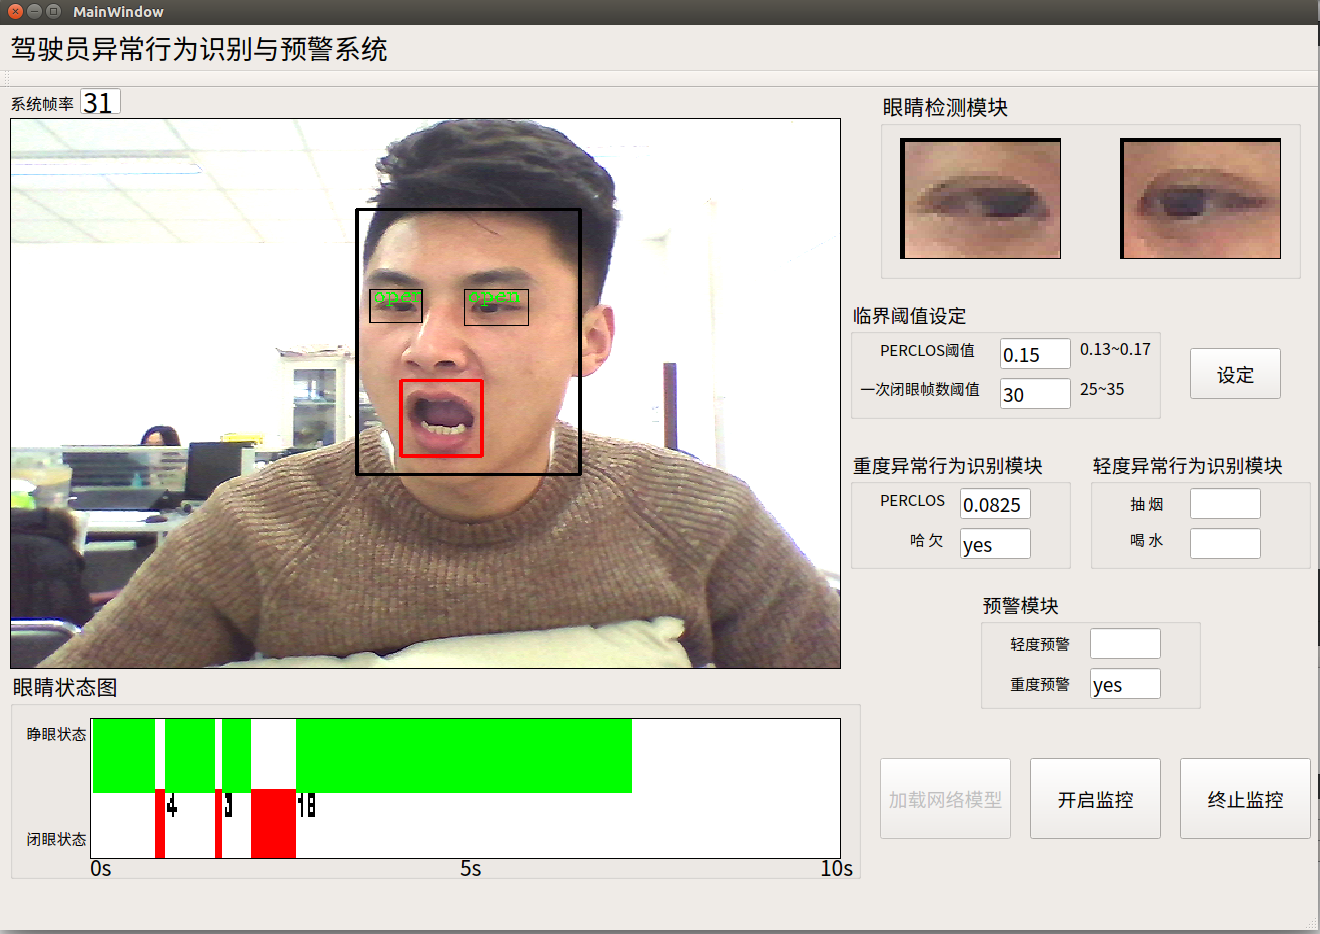 MainWindow
驾驶员异常行为识别与预警系统
系统帧率 31
眼睛检测模块
open open
临界阈值设定
PERCLOS阈值 0.15 0.13~0.17
一次闭眼帧数阈值 30 25~35
设定
重度异常行为识别模块
PERCLOS 0.0825
哈 欠 yes
轻度异常行为识别模块
抽 烟
喝 水
预警模块
轻度预警
重度预警 yes
眼睛状态图
睁眼状态
4 3 18
闭眼状态
0s 5s 10s
加载网络模型 开启监控 终止监控